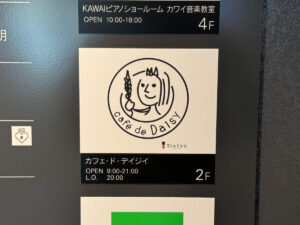 KAWAIピアノショールーム カワイ音楽教室
OPEN 10:00-18:00
4F
明
café de Daisy
DAISY
カフェ・ド・デイジイ
OPEN 9:00-21:00
L.O. 20:00
2F